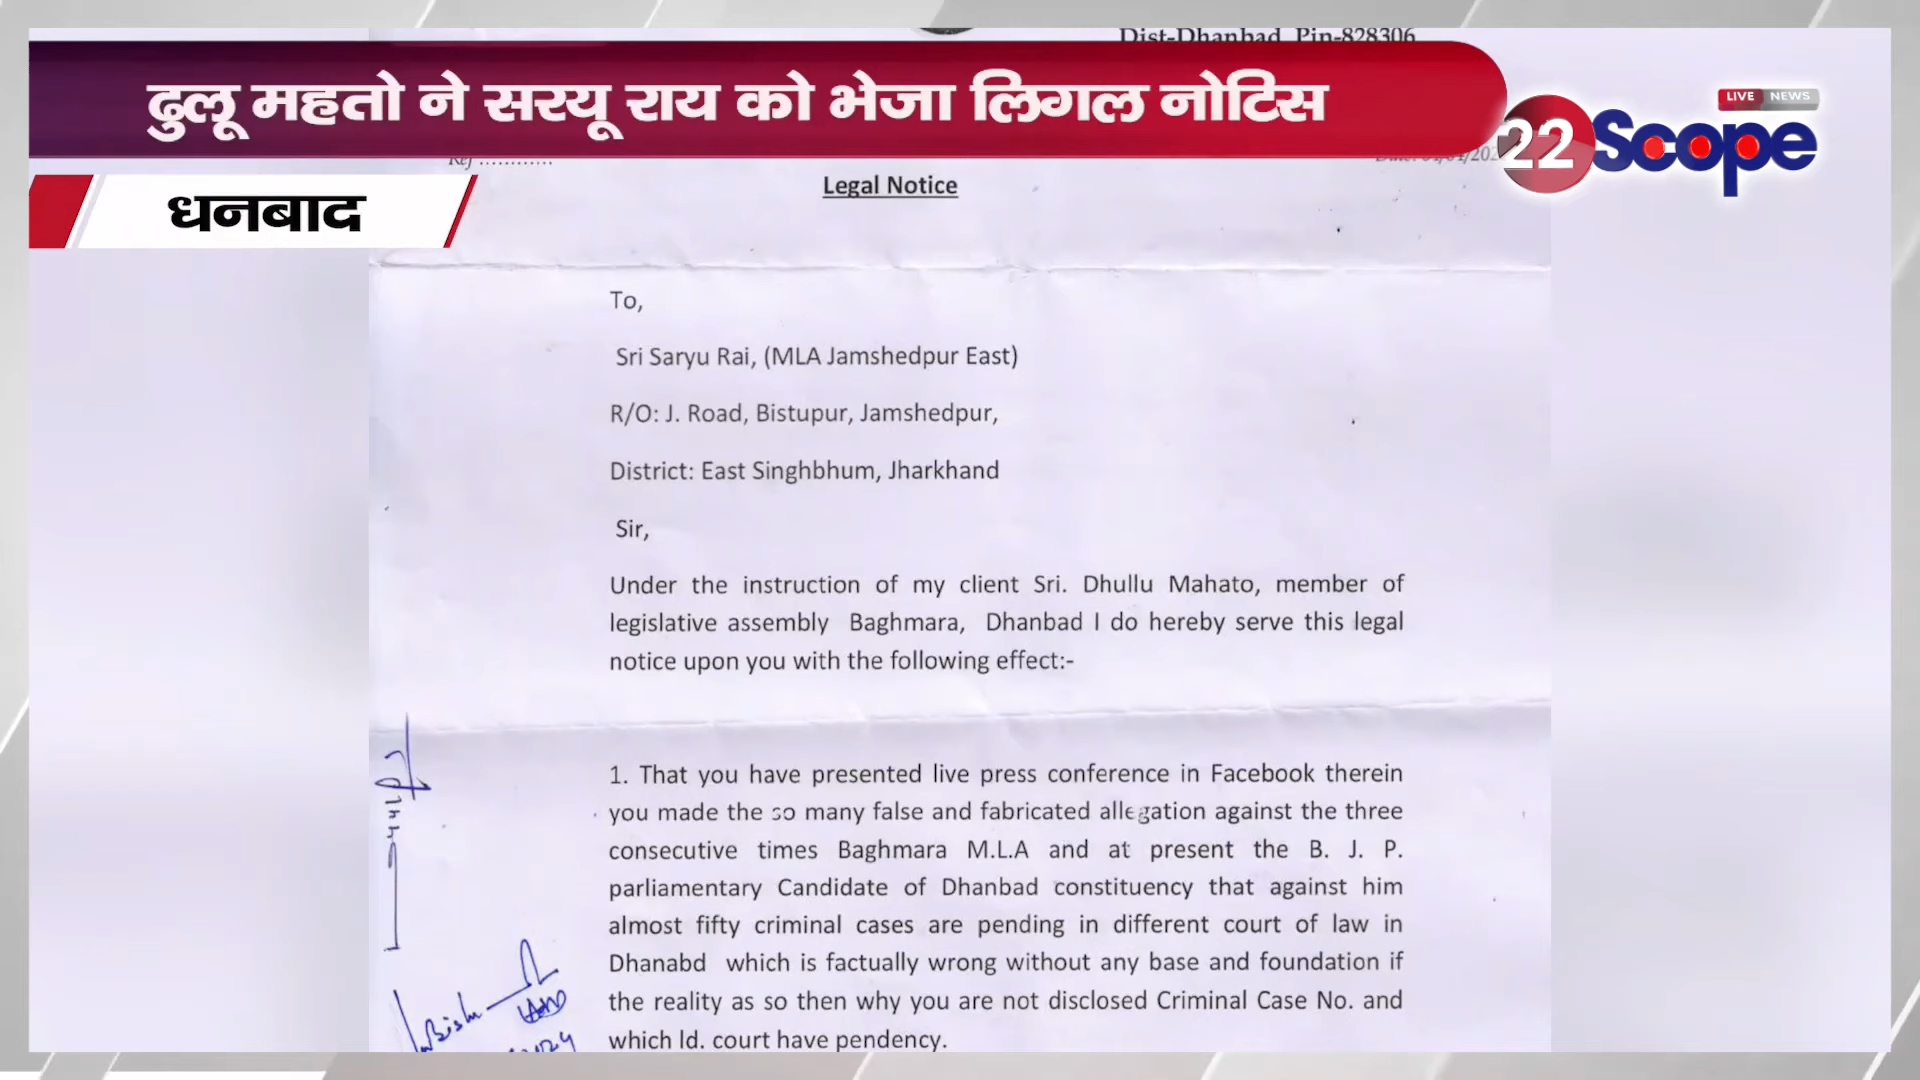 Dist-Dhanbad, Pin-828306
ढुलू महतो ने सरयू राय को भेजा लिगल नोटिस
LIVE NEWS
22Scope
Ref ............
Legal Notice
धनबाद
To,
Sri Saryu Rai, (MLA Jamshedpur East)
R/O: J. Road, Bistupur, Jamshedpur,
District: East Singhbhum, Jharkhand
Sir,
Under the instruction of my client Sri. Dhullu Mahato, member of
legislative assembly Baghmara, Dhanbad I do hereby serve this legal
notice upon you with the following effect:-
1. That you have presented live press conference in Facebook therein
you made the so many false and fabricated allegation against the three
consecutive times Baghmara M.L.A and at present the B. J. P.
parliamentary Candidate of Dhanbad constituency that against him
almost fifty criminal cases are pending in different court of law in
Dhanabd which is factually wrong without any base and foundation if
the reality as so then why you are not disclosed Criminal Case No. and
which ld. court have pendency.